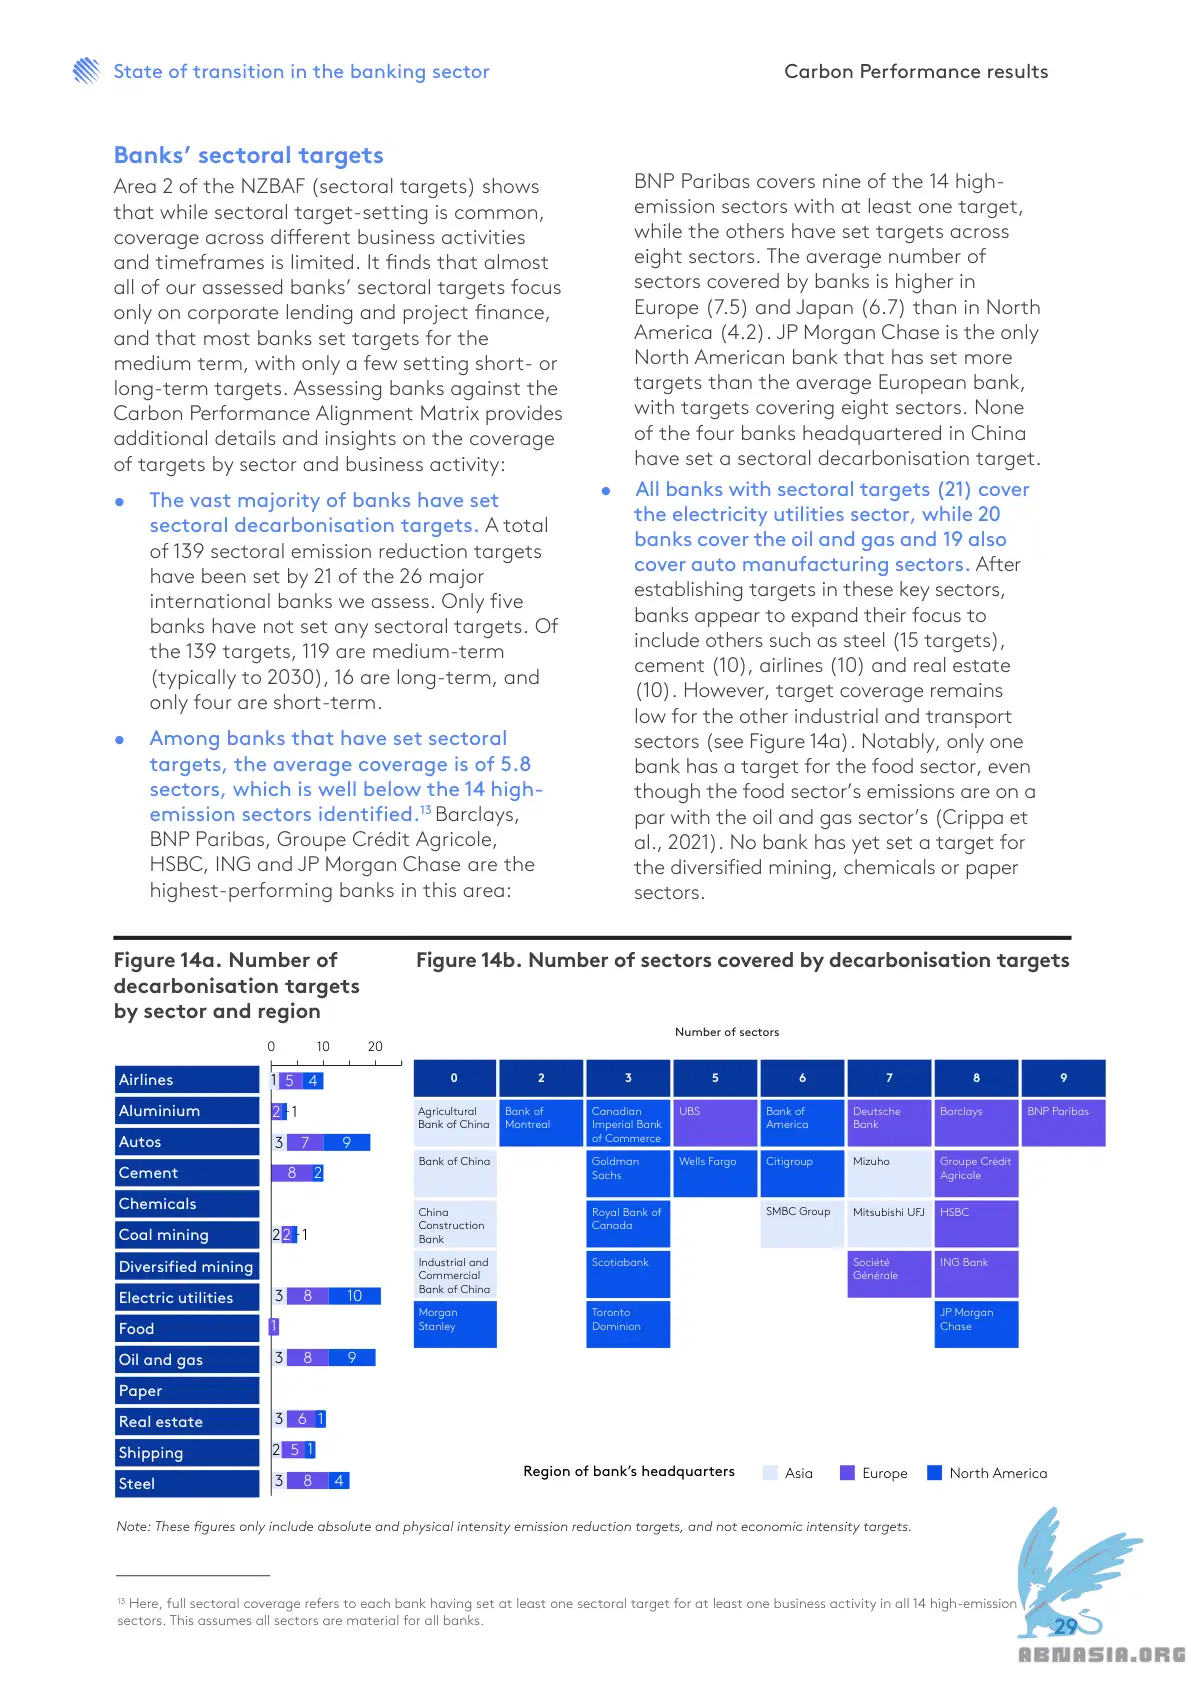 State of transition in the banking sector
Carbon Performance results
Banks' sectoral targets
Area 2 of the NZBAF (sectoral targets) shows
that while sectoral target-setting is common,
coverage across different business activities
and timeframes is limited. It finds that almost
all of our assessed banks' sectoral targets focus
only on corporate lending and project finance,
and that most banks set targets for the
medium term, with only a few setting short- or
long-term targets. Assessing banks against the
Carbon Performance Alignment Matrix provides
additional details and insights on the coverage
of targets by sector and business activity:
• The vast majority of banks have set
sectoral decarbonisation targets. A total
of 139 sectoral emission reduction targets
have been set by 21 of the 26 major
international banks we assess. Only five
banks have not set any sectoral targets. Of
the 139 targets, 119 are medium-term
(typically to 2030), 16 are long-term, and
only four are short-term.
• Among banks that have set sectoral
targets, the average coverage is of 5.8
sectors, which is well below the 14 high-
emission sectors identified.13 Barclays,
BNP Paribas, Groupe Crédit Agricole,
HSBC, ING and JP Morgan Chase are the
highest-performing banks in this area:
BNP Paribas covers nine of the 14 high-
emission sectors with at least one target,
while the others have set targets across
eight sectors. The average number of
sectors covered by banks is higher in
Europe (7.5) and Japan (6.7) than in North
America (4.2). JP Morgan Chase is the only
North American bank that has set more
targets than the average European bank,
with targets covering eight sectors. None
of the four banks headquartered in China
have set a sectoral decarbonisation target.
• All banks with sectoral targets (21) cover
the electricity utilities sector, while 20
banks cover the oil and gas and 19 also
cover auto manufacturing sectors. After
establishing targets in these key sectors,
banks appear to expand their focus to
include others such as steel (15 targets),
cement (10), airlines (10) and real estate
(10). However, target coverage remains
low for the other industrial and transport
sectors (see Figure 14a). Notably, only one
bank has a target for the food sector, even
though the food sector's emissions are on a
par with the oil and gas sector's (Crippa et
al., 2021). No bank has yet set a target for
the diversified mining, chemicals or paper
sectors.
Figure 14a. Number of
decarbonisation targets
by sector and region
0 10 20
Airlines 1 5 4
Aluminium 2 1
Autos 3 7 9
Cement 8 2
Chemicals
Coal mining 2 2 1
Diversified mining
Electric utilities 3 8 10
Food 1
Oil and gas 3 8 9
Paper
Real estate 3 6 1
Shipping 2 5 1
Steel 3 8 4
Figure 14b. Number of sectors covered by decarbonisation targets
Number of sectors
0 2 3 5 6 7 8 9
Agricultural
Bank of China
Bank of
Montreal
Canadian
Imperial Bank
of Commerce
UBS
Bank of
America
Deutsche
Bank
Barclays
BNP Paribas
Bank of China
Goldman
Sachs
Wells Fargo
Citigroup
Mizuho
Groupe Crédit
Agricole
China
Construction
Bank
Royal Bank of
Canada
SMBC Group
Mitsubishi UFJ
HSBC
Industrial and
Commercial
Bank of China
Scotiabank
Société
Générale
ING Bank
Morgan
Stanley
Toronto
Dominion
JP Morgan
Chase
Region of bank's headquarters
Asia
Europe
North America
Note: These figures only include absolute and physical intensity emission reduction targets, and not economic intensity targets.
13 Here, full sectoral coverage refers to each bank having set at least one sectoral target for at least one business activity in all 14 high-emission
sectors. This assumes all sectors are material for all banks.
29
ABNASIA.ORG